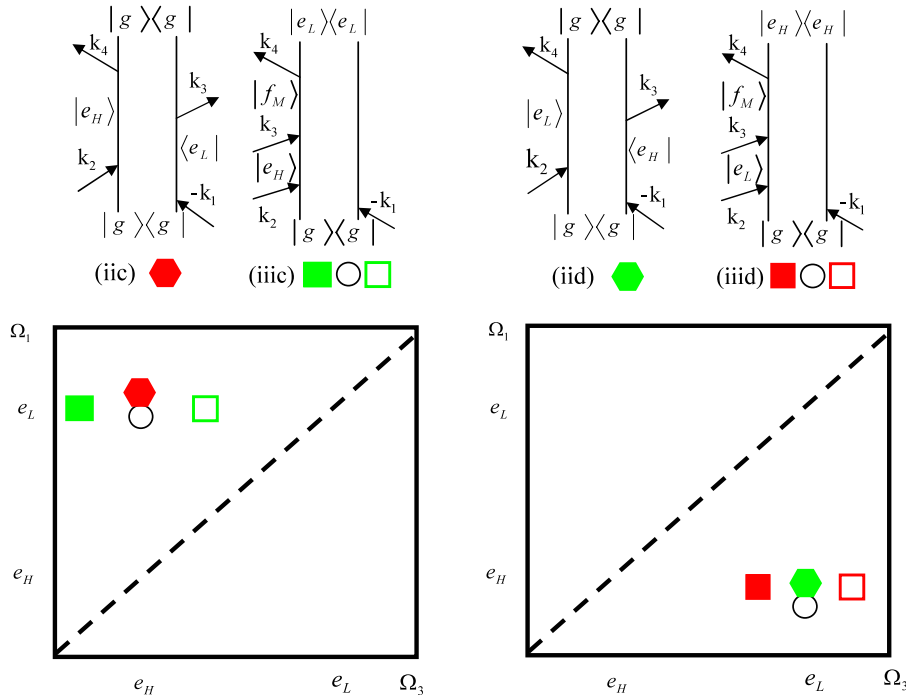 |g⟩⟨g|
|e_L⟩⟨e_L|
|g⟩⟨g|
|e_H⟩⟨e_H|
k₄
k₃
|e_H⟩
k₂
⟨e_L|
-k₁
|g⟩⟨g|
k₄
|f_M⟩
k₃
|e_H⟩
k₂
-k₁
|g⟩⟨g|
k₄
k₃
|e_L⟩
k₂
⟨e_H|
-k₁
|g⟩⟨g|
k₄
|f_M⟩
k₃
|e_L⟩
k₂
-k₁
|g⟩⟨g|
(iic)
(iiic)
(iid)
(iiid)
Ω₁
e_L
e_H
e_H
e_L
Ω₃
Ω₁
e_L
e_H
e_H
e_L
Ω₃